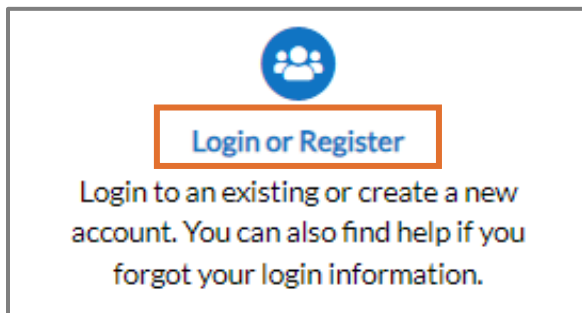 Login or Register
Login to an existing or create a new
account. You can also find help if you
forgot your login information.